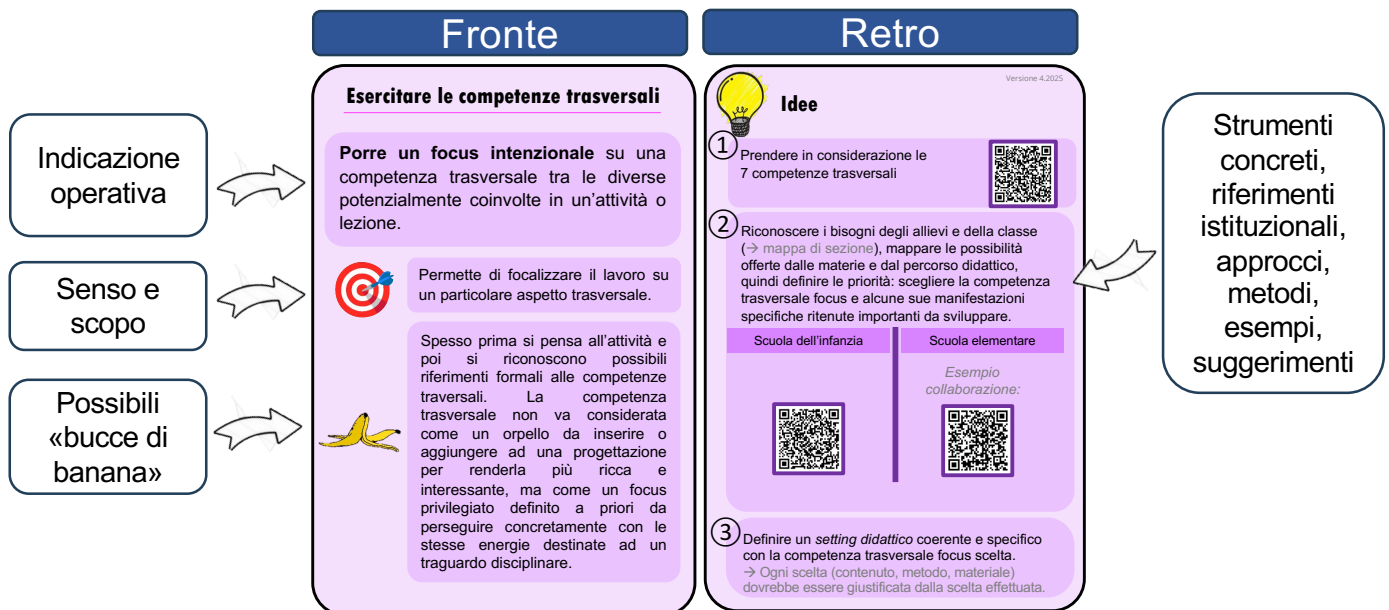 Fronte
Retro
Indicazione
operativa
Senso e
scopo
Possibili
«bucce di
banana»
Esercitare le competenze trasversali
Porre un focus intenzionale su una
competenza trasversale tra le diverse
potenzialmente coinvolte in un'attività o
lezione.
Permette di focalizzare il lavoro su
un particolare aspetto trasversale.
Spesso prima si pensa all'attività e
poi si riconoscono possibili
riferimenti formali alle competenze
traversali. La competenza
trasversale non va considerata
come un orpello da inserire o
aggiungere ad una progettazione
per renderla più ricca e
interessante, ma come un focus
privilegiato definito a priori da
perseguire concretamente con le
stesse energie destinate ad un
traguardo disciplinare.
Versione 4.2025
Idee
1
Prendere in considerazione le
7 competenze trasversali
2
Riconoscere i bisogni degli allievi e della classe
(→ mappa di sezione), mappare le possibilità
offerte dalle materie e dal percorso didattico,
quindi definire le priorità: scegliere la competenza
trasversale focus e alcune sue manifestazioni
specifiche ritenute importanti da sviluppare.
Scuola dell'infanzia
Scuola elementare
Esempio
collaborazione:
3
Definire un setting didattico coerente e specifico
con la competenza trasversale focus scelta.
→ Ogni scelta (contenuto, metodo, materiale)
dovrebbe essere giustificata dalla scelta effettuata.
Strumenti
concreti,
riferimenti
istituzionali,
approcci,
metodi,
esempi,
suggerimenti